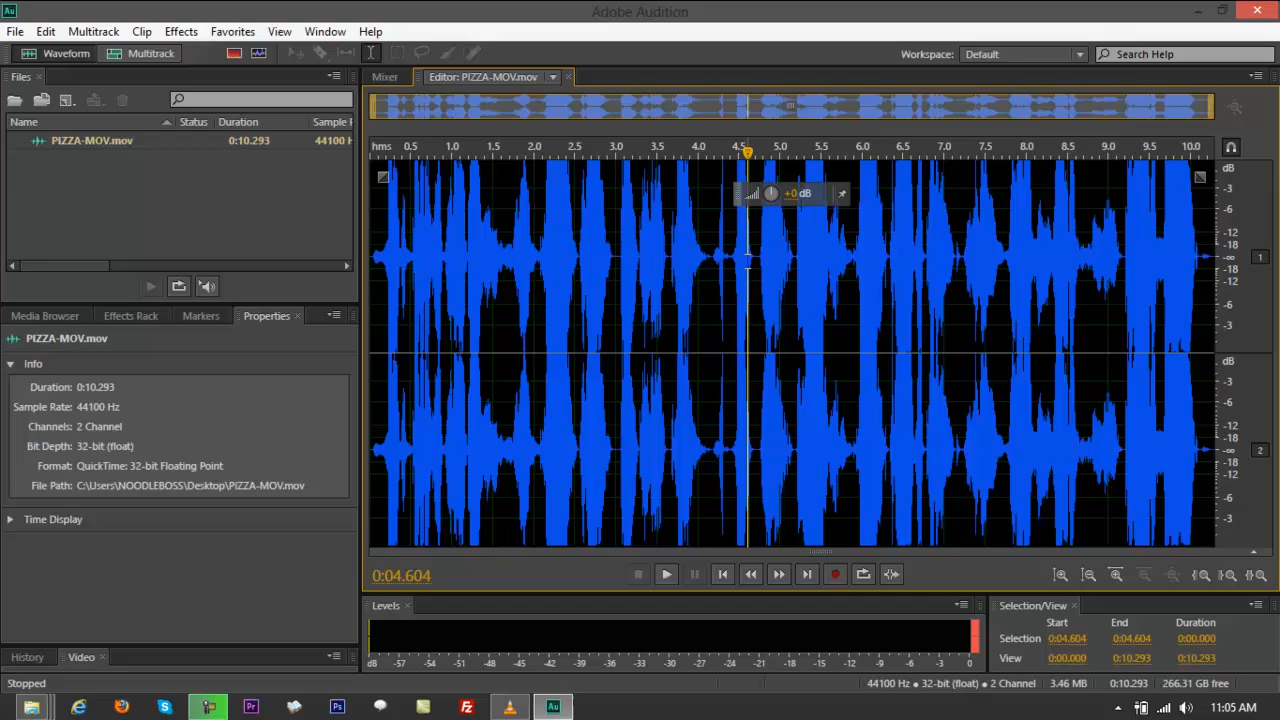 Au
Adobe Audition
File Edit Multitrack Clip Effects Favorites View Window Help
Waveform Multitrack Workspace: Default Search Help
Files Mixer Editor: PIZZA-MOV.mov
Name Status Duration Sample R
PIZZA-MOV.mov 0:10.293 44100 H
hms 0.5 1.0 1.5 2.0 2.5 3.0 3.5 4.0 4.5 5.0 5.5 6.0 6.5 7.0 7.5 8.0 8.5 9.0 9.5 10.0
dB
-3
+0 dB
-6
-12
-18
-∞ 1
-18
-12
-6
-3
dB
-3
-6
-12
-18
-∞ 2
-18
-12
-6
-3
Media Browser Effects Rack Markers Properties
PIZZA-MOV.mov
Info
Duration: 0:10.293
Sample Rate: 44100 Hz
Channels: 2 Channel
Bit Depth: 32-bit (float)
Format: QuickTime: 32-bit Floating Point
File Path: C:\Users\NOODLEBOSS\Desktop\PIZZA-MOV.mov
Time Display
0:04.604
Levels
dB -57 -54 -51 -48 -45 -42 -39 -36 -33 -30 -27 -24 -21 -18 -15 -12 -9 -6 -3 0
Selection/View
Start End Duration
Selection 0:04.604 0:04.604 0:00.000
View 0:00.000 0:10.293 0:10.293
History Video
Stopped 44100 Hz ● 32-bit (float) ● 2 Channel 3.46 MB 0:10.293 266.31 GB free
Pr Ps Fz Au 11:05 AM